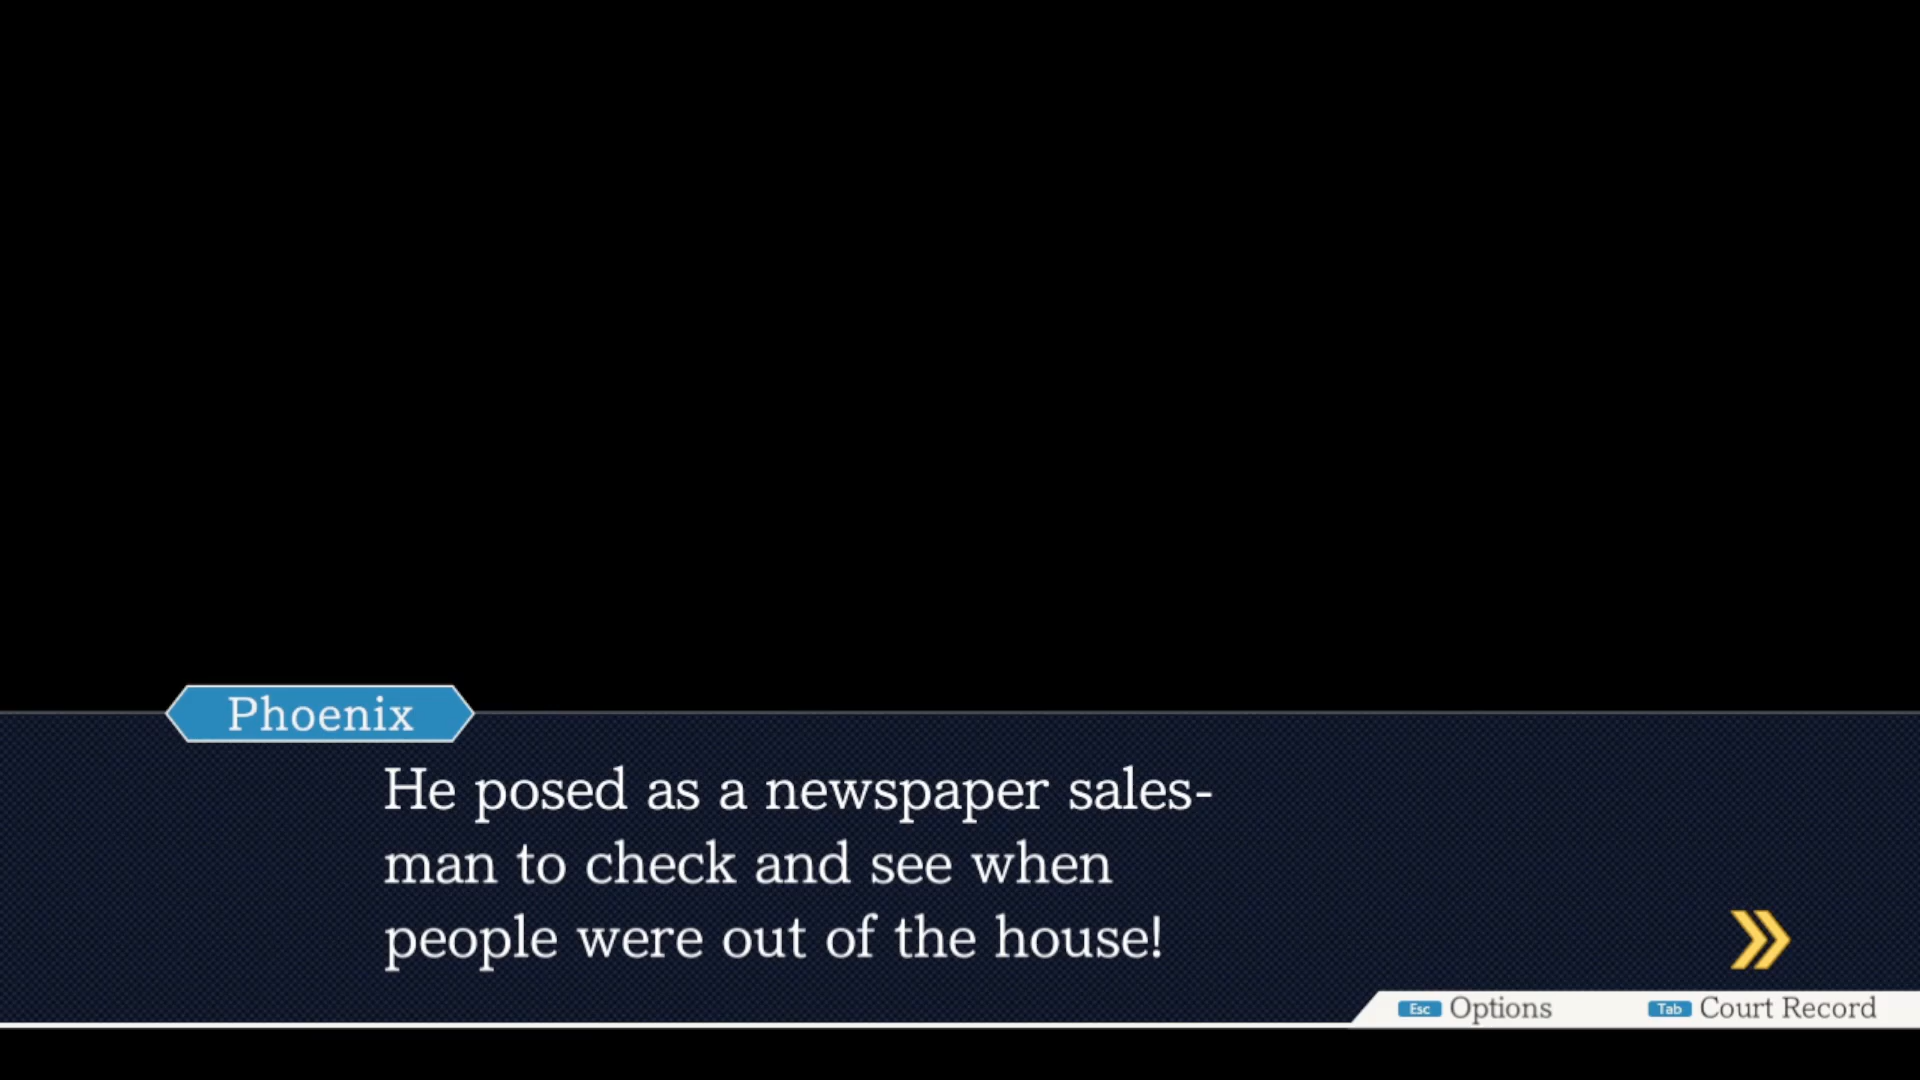 Phoenix
He posed as a newspaper sales-
man to check and see when
people were out of the house!
Esc Options Tab Court Record